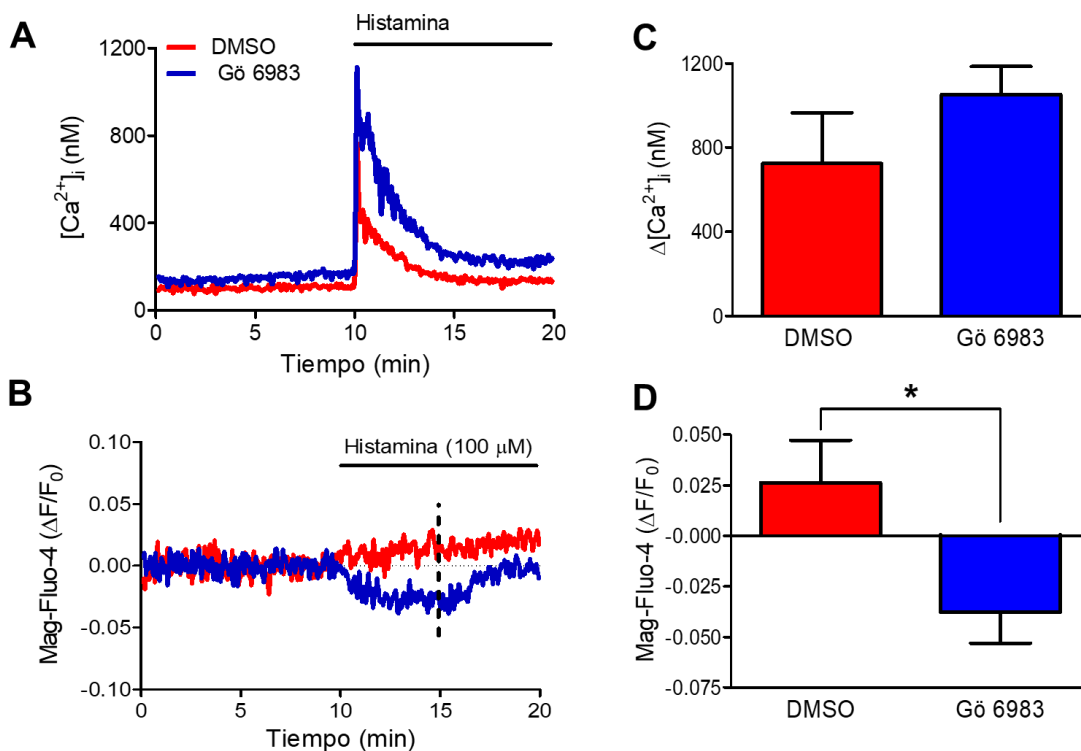 A
Histamina
DMSO
Gö 6983
[Ca²⁺]ᵢ (nM)
1200
800
400
0
0 5 10 15 20
Tiempo (min)
B
Histamina (100 μM)
Mag-Fluo-4 (ΔF/F₀)
0.10
0.05
0.00
-0.05
-0.10
0 5 10 15 20
Tiempo (min)
C
Δ[Ca²⁺]ᵢ (nM)
1200
800
400
0
DMSO Gö 6983
D
*
Mag-Fluo-4 (ΔF/F₀)
0.050
0.025
-0.000
-0.025
-0.050
-0.075
DMSO Gö 6983